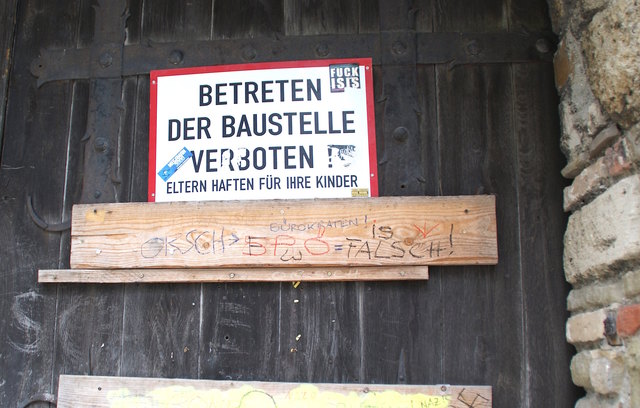 FUCK
ISIS
BETRETEN
DER BAUSTELLE
VERBOTEN !
ELTERN HAFTEN FÜR IHRE KINDER
BÜROKRATEN!
IS
= FALSCH!